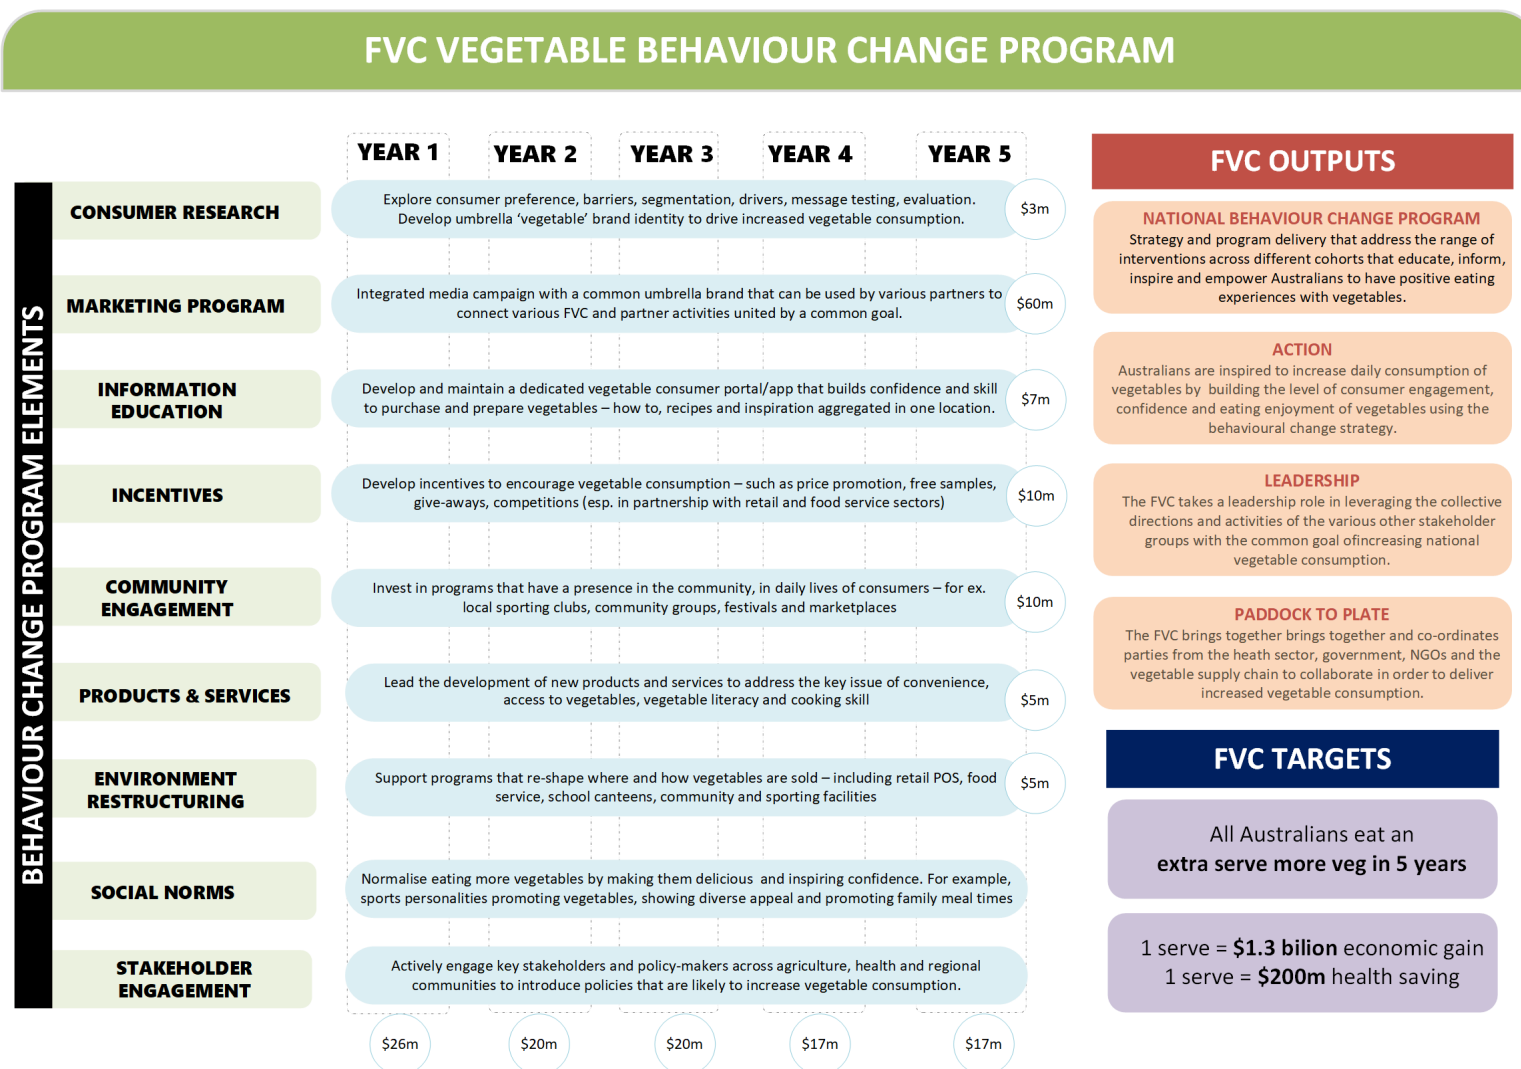 FVC VEGETABLE BEHAVIOUR CHANGE PROGRAM
YEAR 1
YEAR 2
YEAR 3
YEAR 4
YEAR 5
BEHAVIOUR CHANGE PROGRAM ELEMENTS
CONSUMER RESEARCH
Explore consumer preference, barriers, segmentation, drivers, message testing, evaluation.
Develop umbrella ‘vegetable’ brand identity to drive increased vegetable consumption.
$3m
MARKETING PROGRAM
Integrated media campaign with a common umbrella brand that can be used by various partners to
connect various FVC and partner activities united by a common goal.
$60m
INFORMATION
EDUCATION
Develop and maintain a dedicated vegetable consumer portal/app that builds confidence and skill
to purchase and prepare vegetables – how to, recipes and inspiration aggregated in one location.
$7m
INCENTIVES
Develop incentives to encourage vegetable consumption – such as price promotion, free samples,
give-aways, competitions (esp. in partnership with retail and food service sectors)
$10m
COMMUNITY
ENGAGEMENT
Invest in programs that have a presence in the community, in daily lives of consumers – for ex.
local sporting clubs, community groups, festivals and marketplaces
$10m
PRODUCTS & SERVICES
Lead the development of new products and services to address the key issue of convenience,
access to vegetables, vegetable literacy and cooking skill
$5m
ENVIRONMENT
RESTRUCTURING
Support programs that re-shape where and how vegetables are sold – including retail POS, food
service, school canteens, community and sporting facilities
$5m
SOCIAL NORMS
Normalise eating more vegetables by making them delicious and inspiring confidence. For example,
sports personalities promoting vegetables, showing diverse appeal and promoting family meal times
STAKEHOLDER
ENGAGEMENT
Actively engage key stakeholders and policy-makers across agriculture, health and regional
communities to introduce policies that are likely to increase vegetable consumption.
$26m
$20m
$20m
$17m
$17m
FVC OUTPUTS
NATIONAL BEHAVIOUR CHANGE PROGRAM
Strategy and program delivery that address the range of
interventions across different cohorts that educate, inform,
inspire and empower Australians to have positive eating
experiences with vegetables.
ACTION
Australians are inspired to increase daily consumption of
vegetables by building the level of consumer engagement,
confidence and eating enjoyment of vegetables using the
behavioural change strategy.
LEADERSHIP
The FVC takes a leadership role in leveraging the collective
directions and activities of the various other stakeholder
groups with the common goal ofincreasing national
vegetable consumption.
PADDOCK TO PLATE
The FVC brings together brings together and co-ordinates
parties from the heath sector, government, NGOs and the
vegetable supply chain to collaborate in order to deliver
increased vegetable consumption.
FVC TARGETS
All Australians eat an
extra serve more veg in 5 years
1 serve = $1.3 bilion economic gain
1 serve = $200m health saving